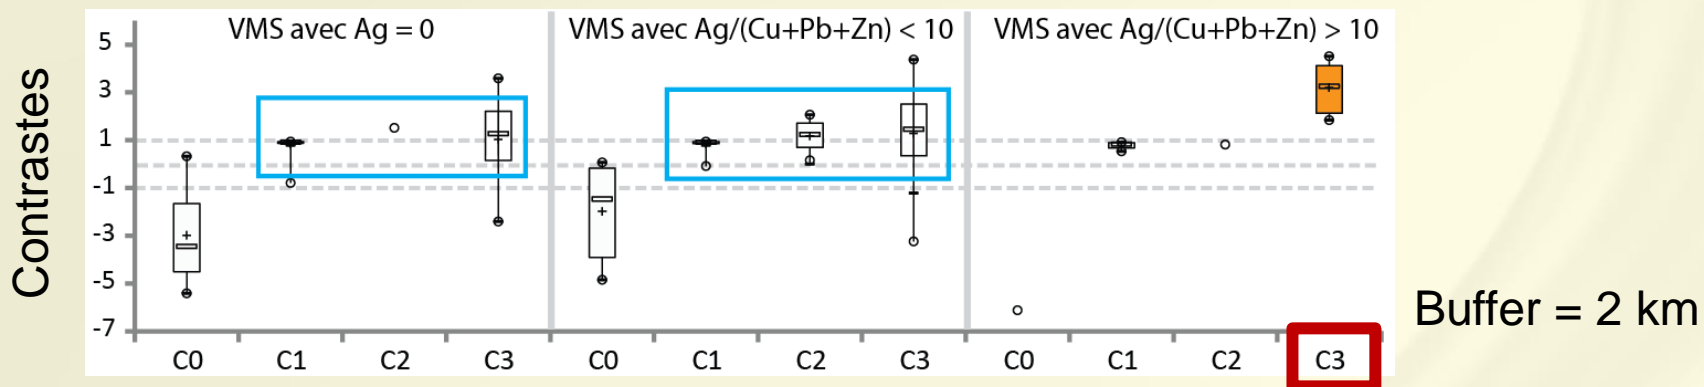 VMS avec Ag = 0
VMS avec Ag/(Cu+Pb+Zn) < 10
VMS avec Ag/(Cu+Pb+Zn) > 10
Contrastes
5
3
1
-1
-3
-5
-7
C0 C1 C2 C3 C0 C1 C2 C3 C0 C1 C2 C3
Buffer = 2 km